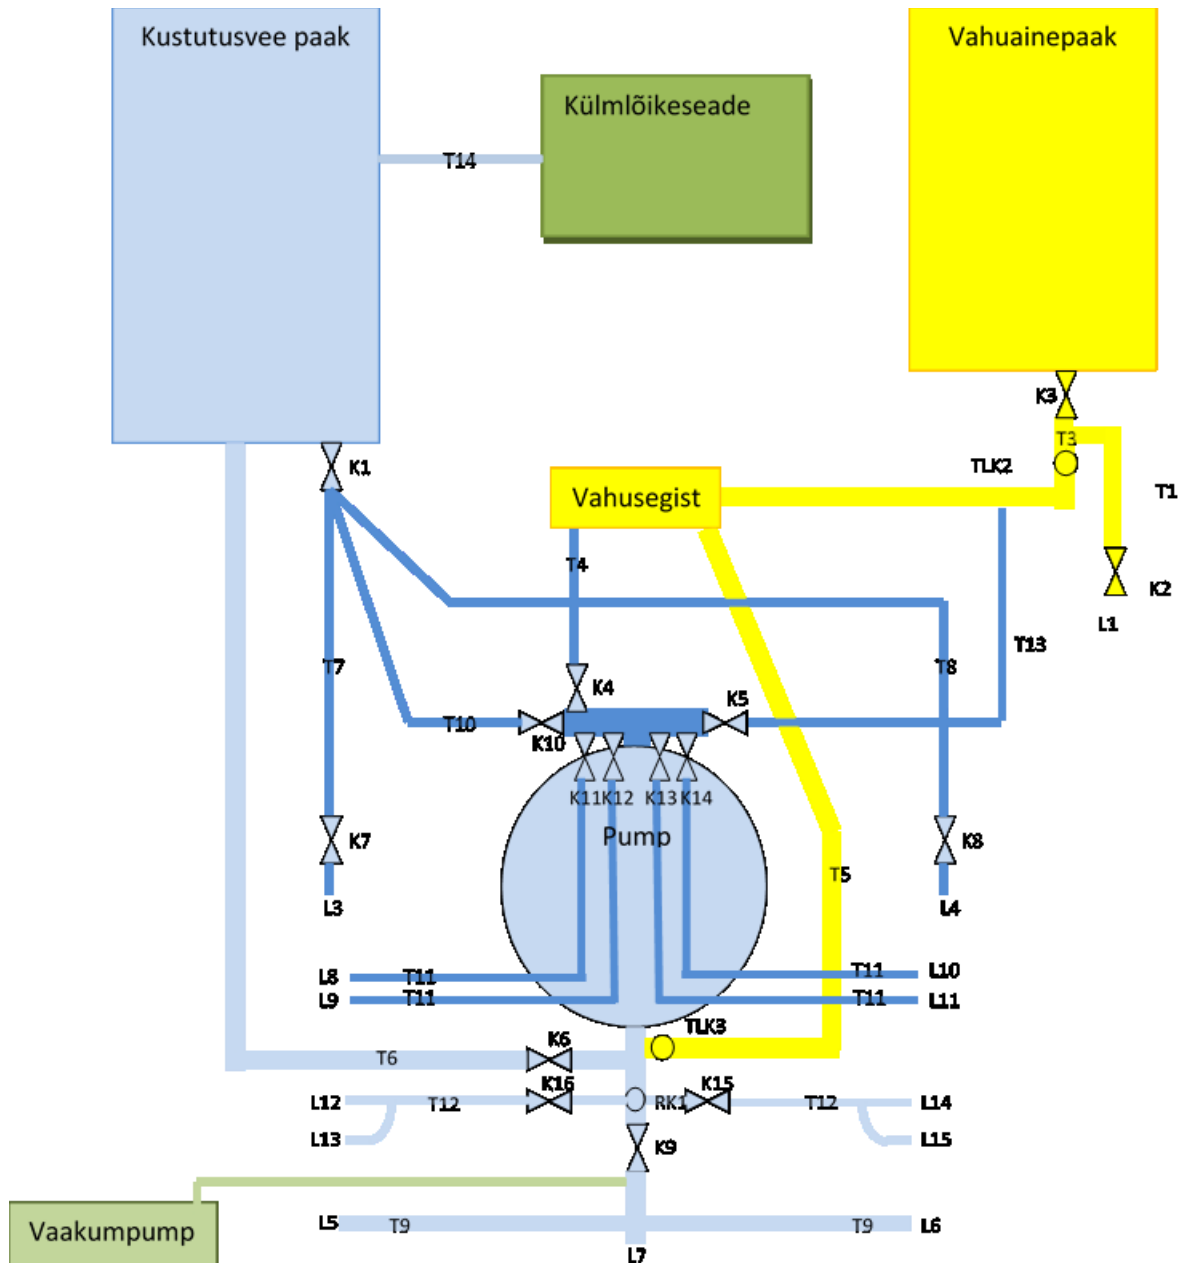 Kustutusvee paak
Vahuainepaak
Külmlõikeseade
T14
K3
T3
TLK2
K1
T1
Vahusegist
T4
K2
L1
T13
T7
T8
K4
K5
T10
K10
K11
K12
K13
K14
Pump
K7
K8
T5
L3
L4
L8
T11
T11
L10
L9
T11
T11
L11
TLK3
K6
T6
K16
K15
L12
T12
RK1
T12
L14
L13
L15
K9
L5
T9
T9
L6
Vaakumpump
L7